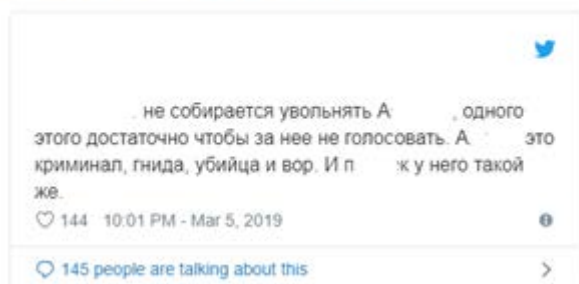 не собирается увольнять А , одного
этого достаточно чтобы за нее не голосовать. А это
криминал, гнида, убийца и вор. И п к у него такой
же.
144 10:01 PM - Mar 5, 2019
145 people are talking about this